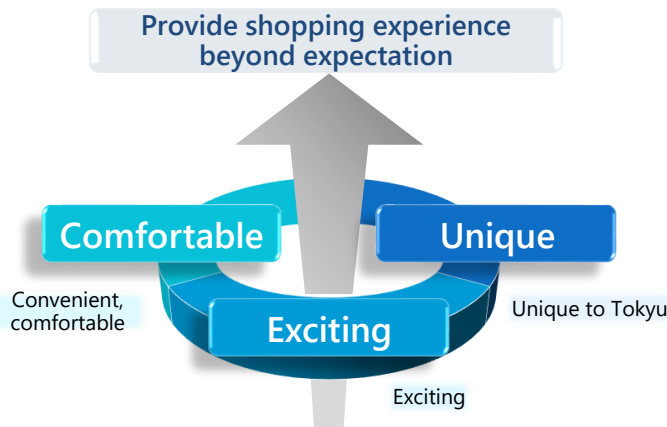 Provide shopping experience
beyond expectation
Comfortable
Unique
Convenient,
comfortable
Unique to Tokyu
Exciting
Exciting